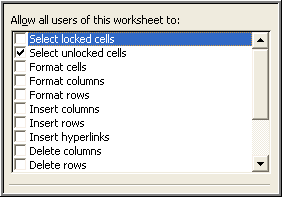 Allow all users of this worksheet to:
Select locked cells
Select unlocked cells
Format cells
Format columns
Format rows
Insert columns
Insert rows
Insert hyperlinks
Delete columns
Delete rows